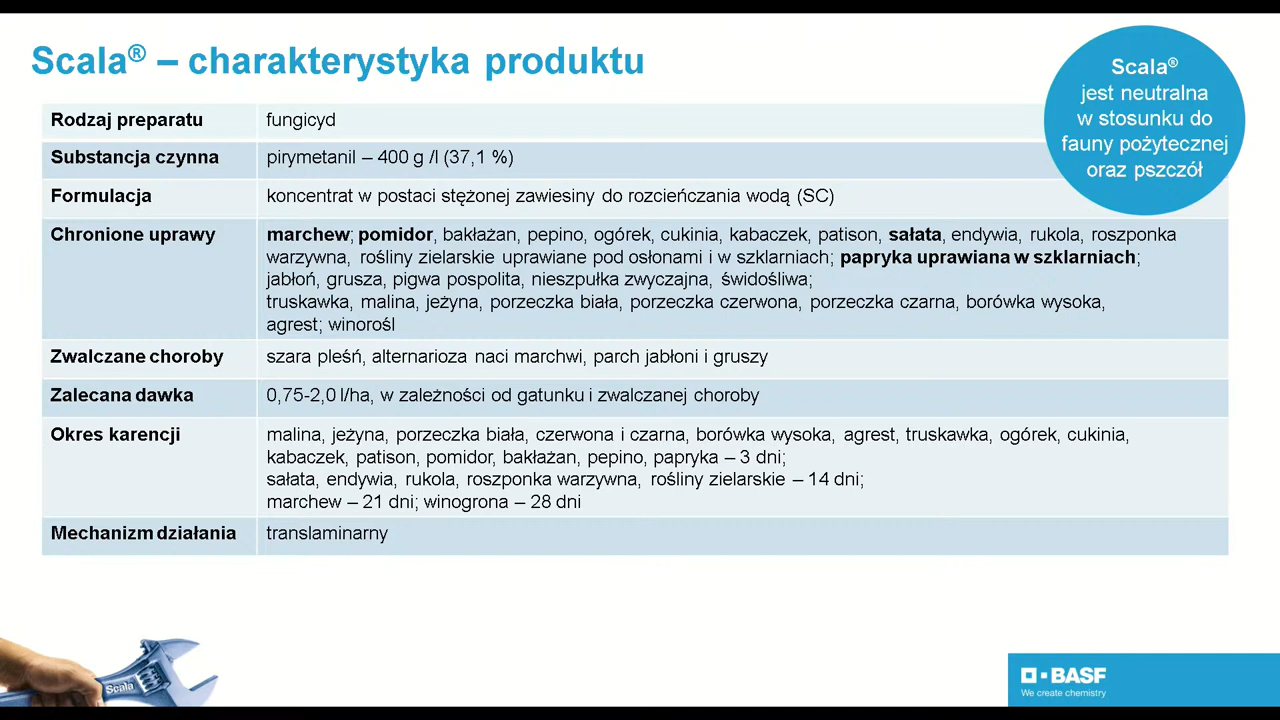 Scala® – charakterystyka produktu
Scala®
jest neutralna
w stosunku do
fauny pożytecznej
oraz pszczół
Rodzaj preparatu fungicyd
Substancja czynna pirymetanil – 400 g /l (37,1 %)
Formulacja koncentrat w postaci stężonej zawiesiny do rozcieńczania wodą (SC)
Chronione uprawy marchew; pomidor, bakłażan, pepino, ogórek, cukinia, kabaczek, patison, sałata, endywia, rukola, roszponka
warzywna, rośliny zielarskie uprawiane pod osłonami i w szklarniach; papryka uprawiana w szklarniach;
jabłoń, grusza, pigwa pospolita, nieszpułka zwyczajna, świdośliwa;
truskawka, malina, jeżyna, porzeczka biała, porzeczka czerwona, porzeczka czarna, borówka wysoka,
agrest; winorośl
Zwalczane choroby szara pleśń, alternarioza naci marchwi, parch jabłoni i gruszy
Zalecana dawka 0,75-2,0 l/ha, w zależności od gatunku i zwalczanej choroby
Okres karencji malina, jeżyna, porzeczka biała, czerwona i czarna, borówka wysoka, agrest, truskawka, ogórek, cukinia,
kabaczek, patison, pomidor, bakłażan, pepino, papryka – 3 dni;
sałata, endywia, rukola, roszponka warzywna, rośliny zielarskie – 14 dni;
marchew – 21 dni; winogrona – 28 dni
Mechanizm działania translaminarny
Scala
BASF
We create chemistry